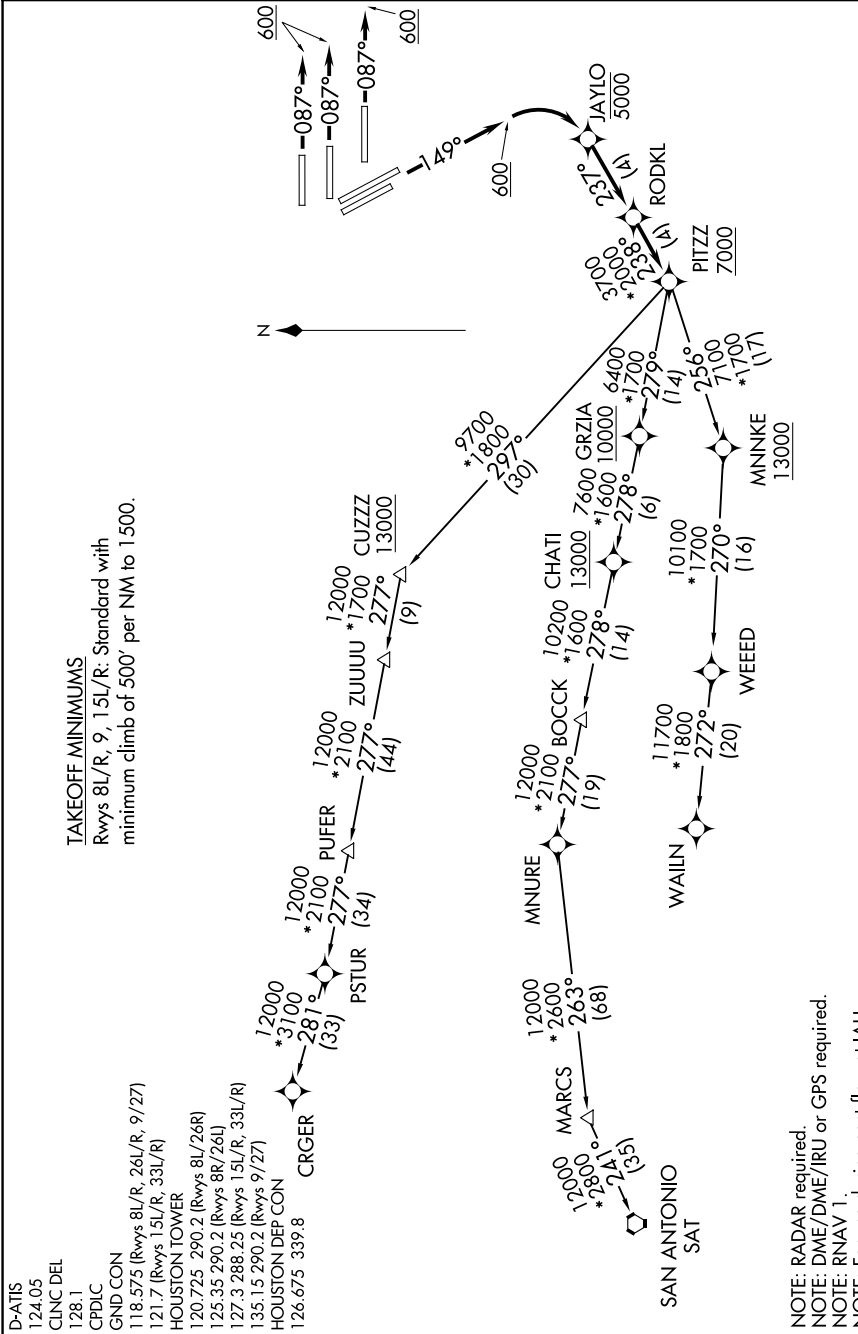 D-ATIS
124.05
CLNC DEL
128.1
CPDLC
GND CON
118.575 (Rwys 8L/R, 26L/R, 9/27)
121.7 (Rwys 15L/R, 33L/R)
HOUSTON TOWER
120.725 290.2 (Rwys 8L/26R)
125.35 290.2 (Rwys 8R/26L)
127.3 288.25 (Rwys 15L/R, 33L/R)
135.15 290.2 (Rwys 9/27)
HOUSTON DEP CON
126.675 339.8
TAKEOFF MINIMUMS
Rwys 8L/R, 9, 15L/R: Standard with
minimum climb of 500' per NM to 1500.
600
087°
087°
600
087°
149°
600
N
JAYLO
5000
237°
(4)
RODKL
3700
*2000
238°
(4)
PITZZ
7000
9700
*1800
297°
(30)
CUZZZ
13000
12000
*1700
277°
(9)
ZUUUU
12000
*2100
277°
(44)
PUFER
12000
*2100
277°
(34)
PSTUR
12000
*3100
281°
(33)
CRGER
6400
*1700
279°
(14)
GRZIA
10000
7600
*1600
278°
(6)
CHATI
13000
10200
*1600
278°
(14)
BOCCK
12000
*2100
277°
(19)
MNURE
12000
*2600
263°
(68)
MARCS
12000
*2800
241°
(35)
SAN ANTONIO
SAT
256°
7100
*1700
(17)
MNNKE
13000
10100
*1700
270°
(16)
WEEED
11700
*1800
272°
(20)
WAILN
NOTE: RADAR required.
NOTE: DME/DME/IRU or GPS required.
NOTE: RNAV 1.